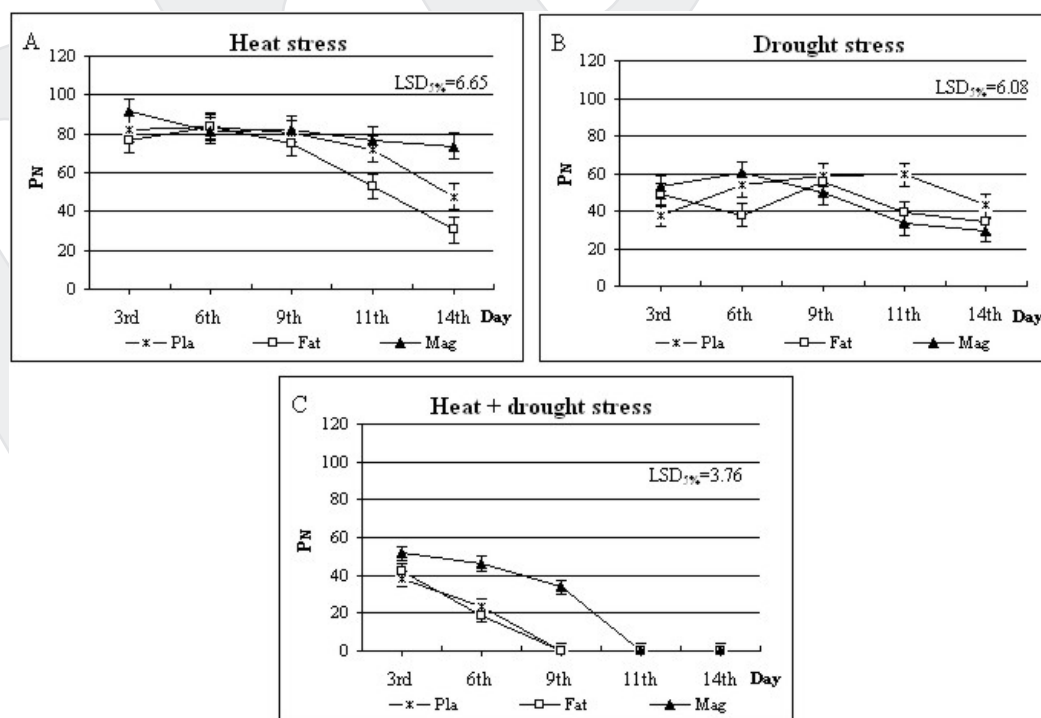 A
Heat stress
LSD5%=6.65
120
100
80
60
40
20
0
PN
3rd 6th 9th 11th 14th Day
Pla Fat Mag
B
Drought stress
LSD5%=6.08
120
100
80
60
40
20
0
PN
3rd 6th 9th 11th 14th Day
Pla Fat Mag
C
Heat + drought stress
LSD5%=3.76
120
100
80
60
40
20
0
PN
3rd 6th 9th 11th 14th Day
Pla Fat Mag